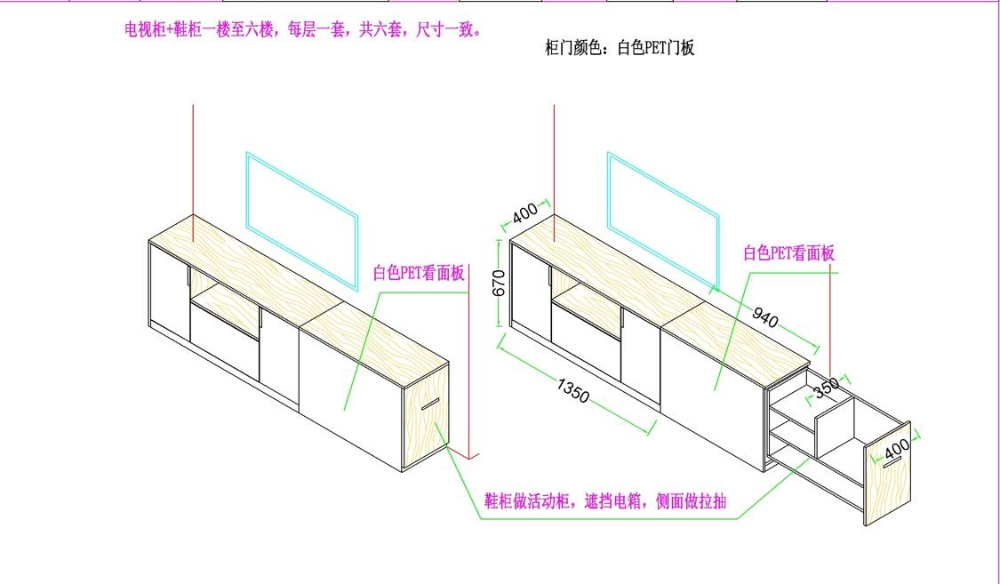 电视柜+鞋柜一楼至六楼，每层一套，共六套，尺寸一致。
柜门颜色：白色PET门板
400
白色PET看面板
白色PET看面板
670
940
1350
350
400
鞋柜做活动柜，遮挡电箱，侧面做拉抽